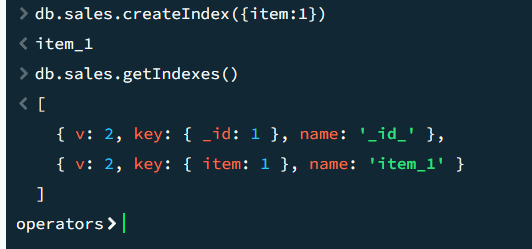 > db.sales.createIndex({item:1})
< item_1
> db.sales.getIndexes()
< [
{ v: 2, key: { _id: 1 }, name: '_id_' },
{ v: 2, key: { item: 1 }, name: 'item_1' }
]
operators>